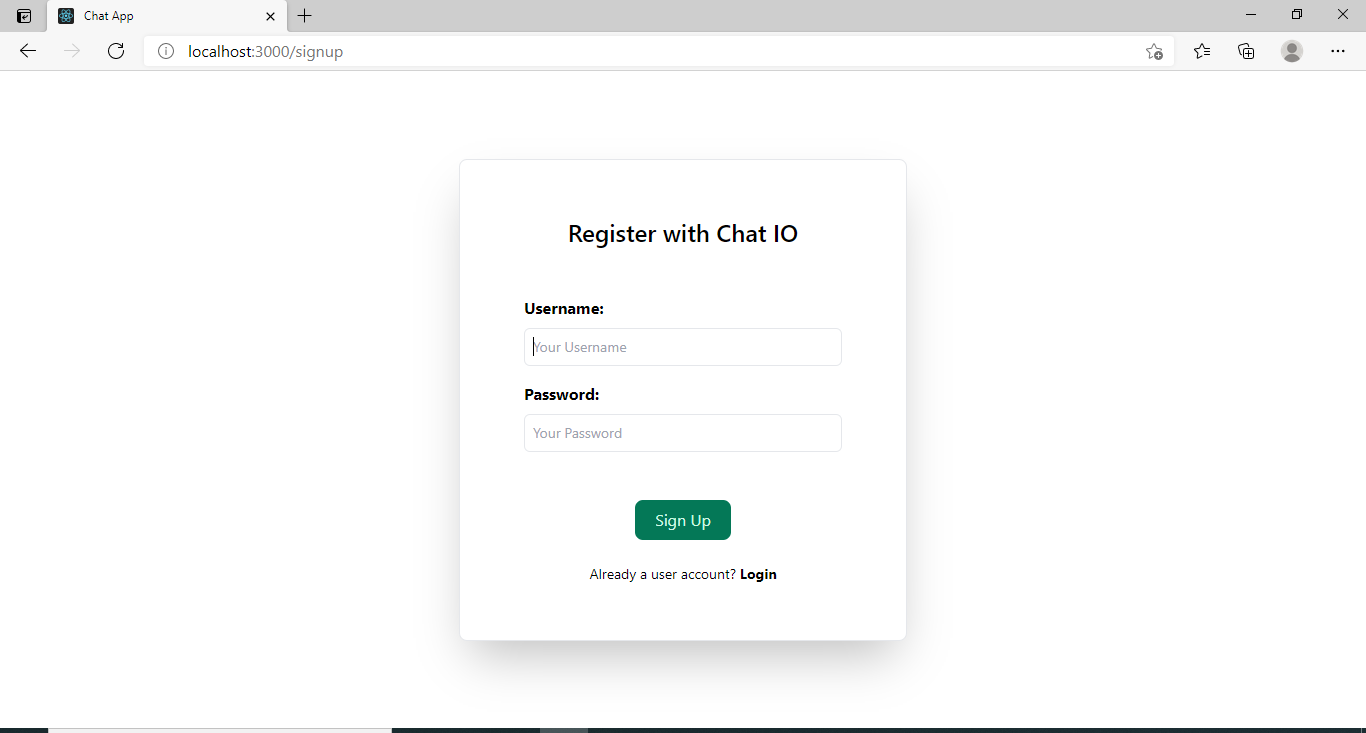 Chat App
localhost:3000/signup
Register with Chat IO
Username:
Your Username
Password:
Your Password
Sign Up
Already a user account? Login